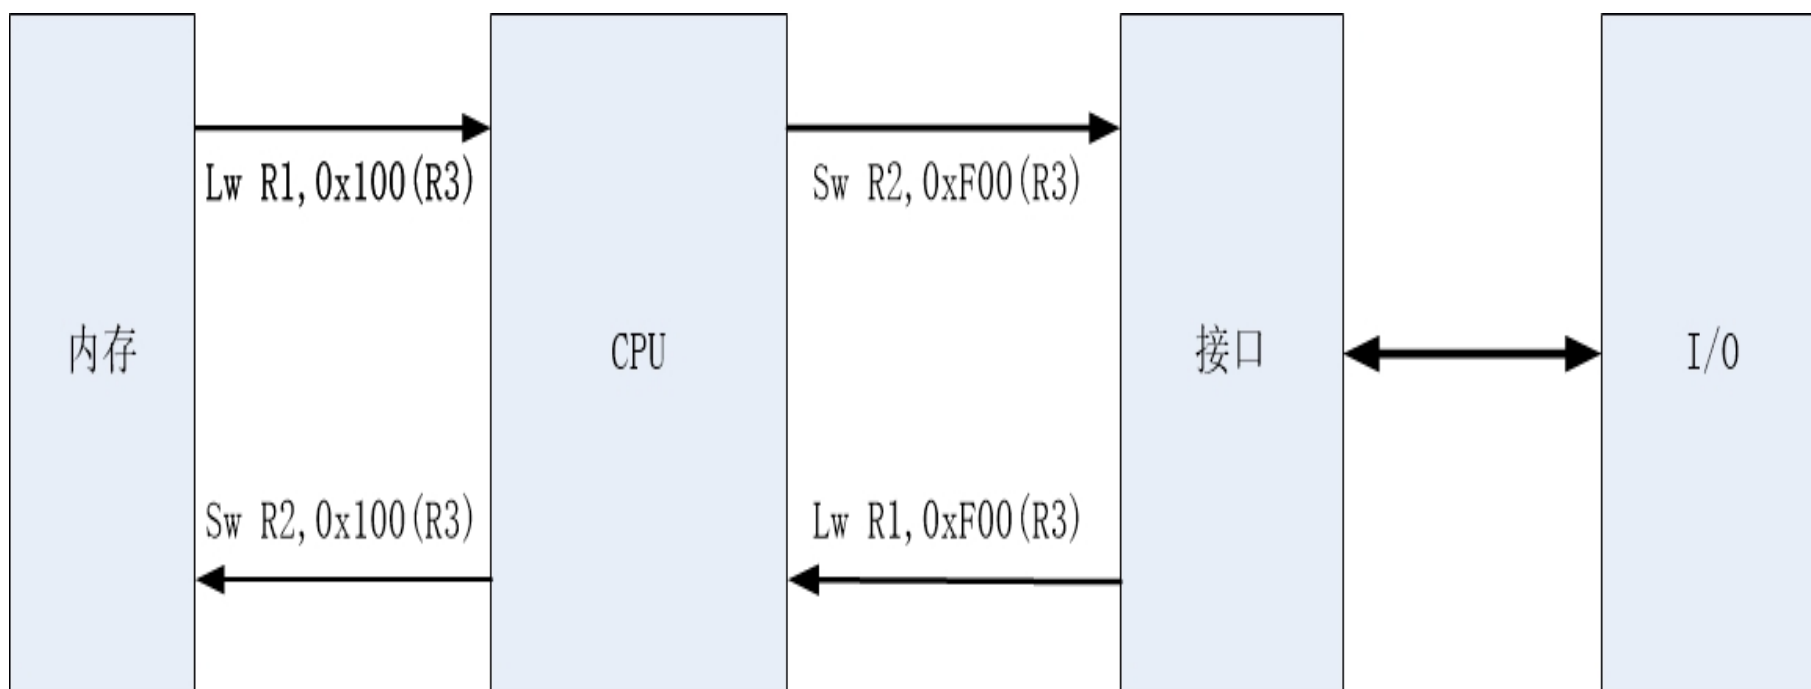 Lw R1,0x100(R3)
Sw R2,0xF00(R3)
内存
CPU
接口
I/O
Sw R2,0x100(R3)
Lw R1,0xF00(R3)